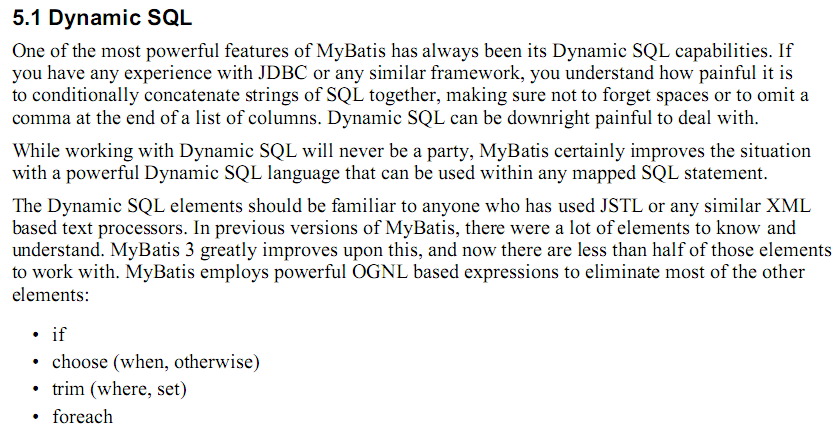 5.1 Dynamic SQL
One of the most powerful features of MyBatis has always been its Dynamic SQL capabilities. If
you have any experience with JDBC or any similar framework, you understand how painful it is
to conditionally concatenate strings of SQL together, making sure not to forget spaces or to omit a
comma at the end of a list of columns. Dynamic SQL can be downright painful to deal with.
While working with Dynamic SQL will never be a party, MyBatis certainly improves the situation
with a powerful Dynamic SQL language that can be used within any mapped SQL statement.
The Dynamic SQL elements should be familiar to anyone who has used JSTL or any similar XML
based text processors. In previous versions of MyBatis, there were a lot of elements to know and
understand. MyBatis 3 greatly improves upon this, and now there are less than half of those elements
to work with. MyBatis employs powerful OGNL based expressions to eliminate most of the other
elements:
• if
• choose (when, otherwise)
• trim (where, set)
• foreach